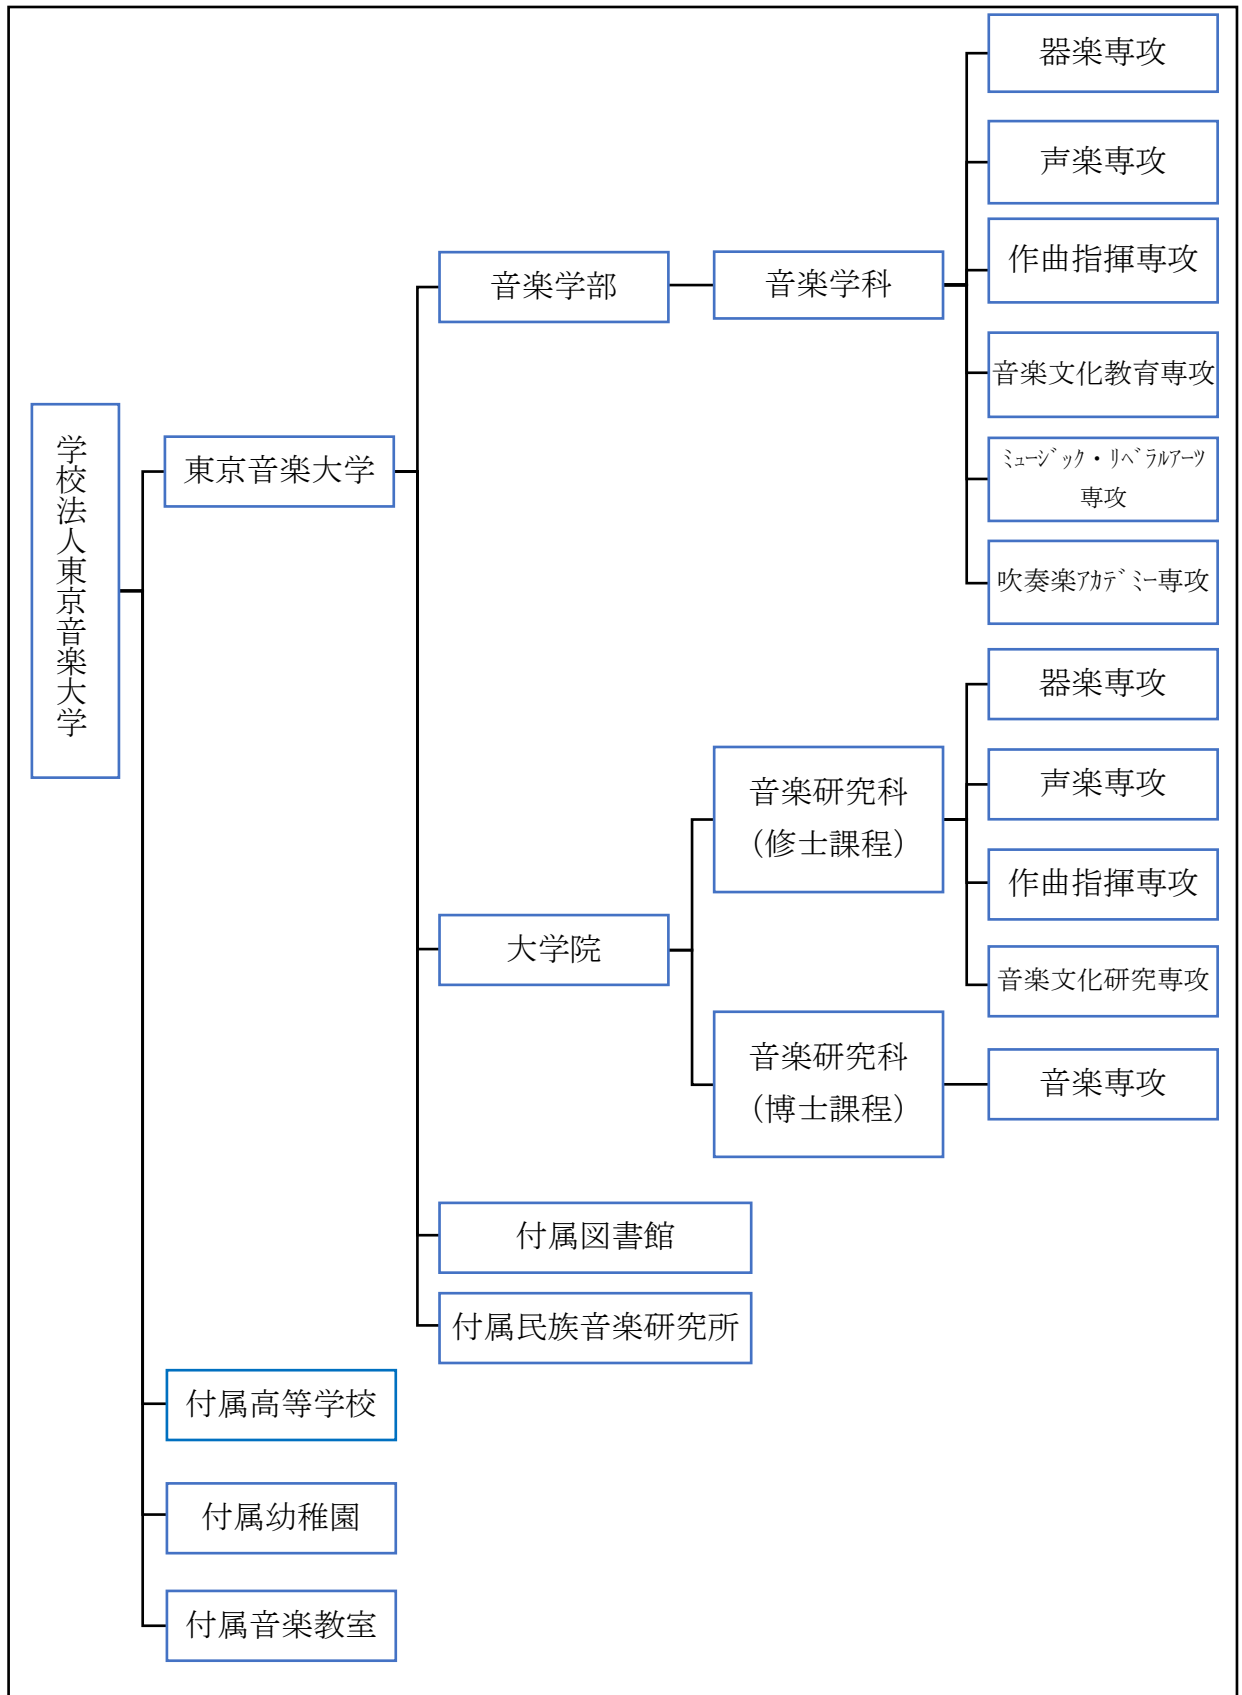 学校法人東京音楽大学
東京音楽大学
音楽学部
音楽学科
器楽専攻
声楽専攻
作曲指揮専攻
音楽文化教育専攻
ﾐｭｰｼﾞｯｸ・ﾘﾍﾞﾗﾙｱｰﾂ
専攻
吹奏楽ｱｶﾃﾞﾐｰ専攻
大学院
音楽研究科
（修士課程）
器楽専攻
声楽専攻
作曲指揮専攻
音楽文化研究専攻
音楽研究科
（博士課程）
音楽専攻
付属図書館
付属民族音楽研究所
付属高等学校
付属幼稚園
付属音楽教室